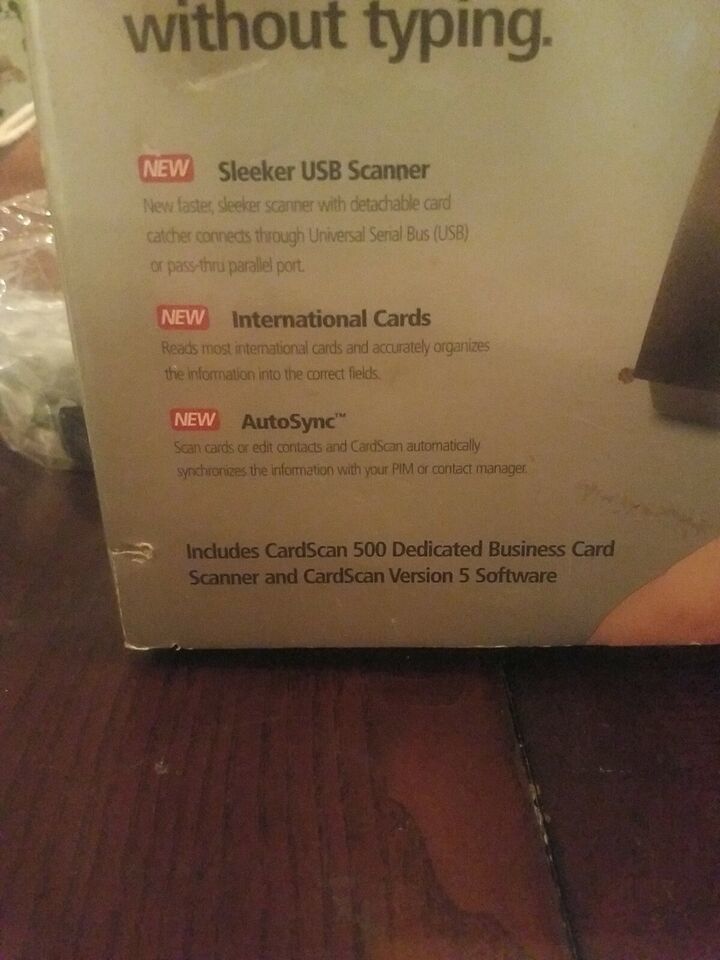 without typing.
NEW Sleeker USB Scanner
New faster, sleeker scanner with detachable card
catcher connects through Universal Serial Bus (USB)
or pass-thru parallel port.
NEW International Cards
Reads most international cards and accurately organizes
the information into the correct fields.
NEW AutoSync™
Scan cards or edit contacts and CardScan automatically
synchronizes the information with your PIM or contact manager.
Includes CardScan 500 Dedicated Business Card
Scanner and CardScan Version 5 Software